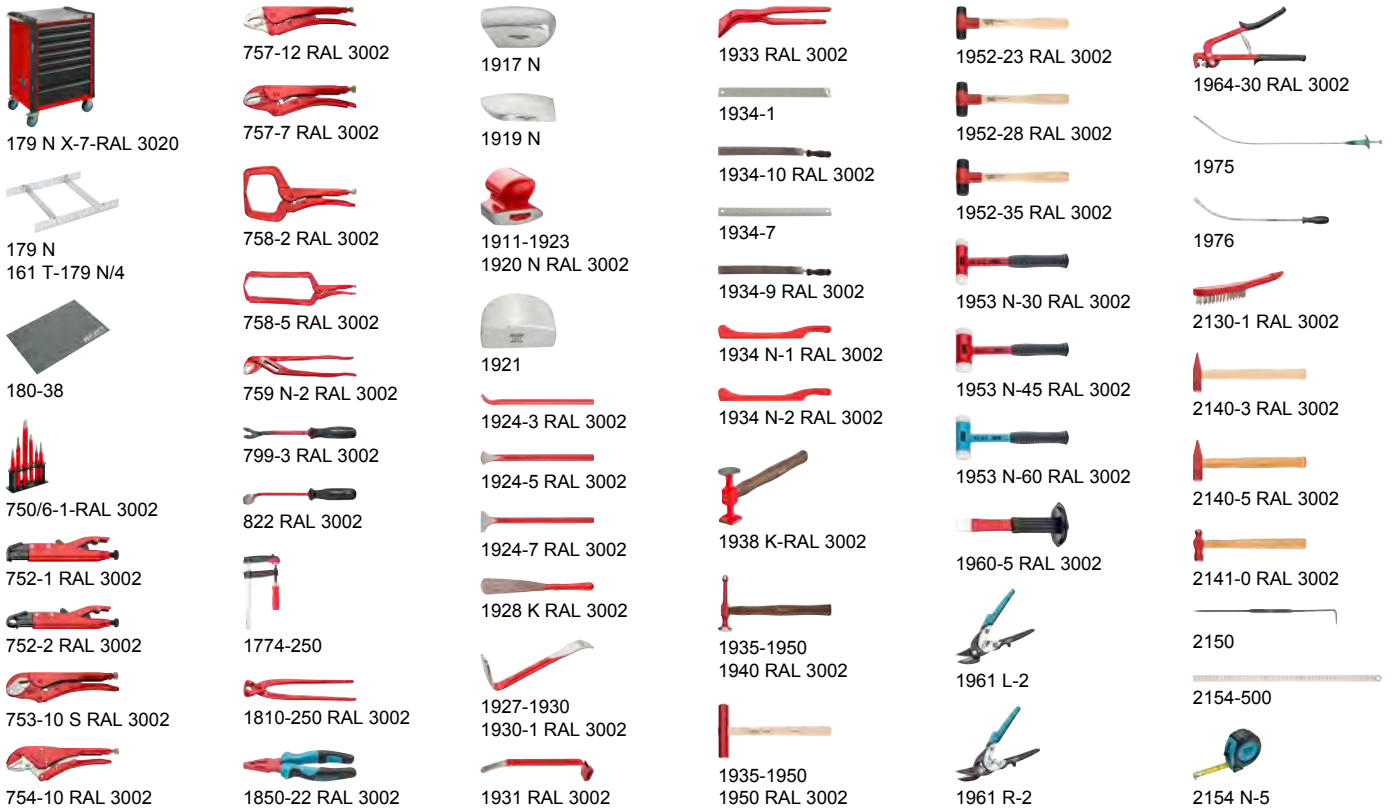 179 N X-7-RAL 3020
179 N
161 T-179 N/4
180-38
750/6-1-RAL 3002
752-1 RAL 3002
752-2 RAL 3002
753-10 S RAL 3002
754-10 RAL 3002
757-12 RAL 3002
757-7 RAL 3002
758-2 RAL 3002
758-5 RAL 3002
759 N-2 RAL 3002
799-3 RAL 3002
822 RAL 3002
1774-250
1810-250 RAL 3002
1850-22 RAL 3002
1917 N
1919 N
1911-1923
1920 N RAL 3002
1921
1924-3 RAL 3002
1924-5 RAL 3002
1924-7 RAL 3002
1928 K RAL 3002
1927-1930
1930-1 RAL 3002
1931 RAL 3002
1933 RAL 3002
1934-1
1934-10 RAL 3002
1934-7
1934-9 RAL 3002
1934 N-1 RAL 3002
1934 N-2 RAL 3002
1938 K-RAL 3002
1935-1950
1940 RAL 3002
1935-1950
1950 RAL 3002
1952-23 RAL 3002
1952-28 RAL 3002
1952-35 RAL 3002
1953 N-30 RAL 3002
1953 N-45 RAL 3002
1953 N-60 RAL 3002
1960-5 RAL 3002
1961 L-2
1961 R-2
1964-30 RAL 3002
1975
1976
2130-1 RAL 3002
2140-3 RAL 3002
2140-5 RAL 3002
2141-0 RAL 3002
2150
2154-500
2154 N-5